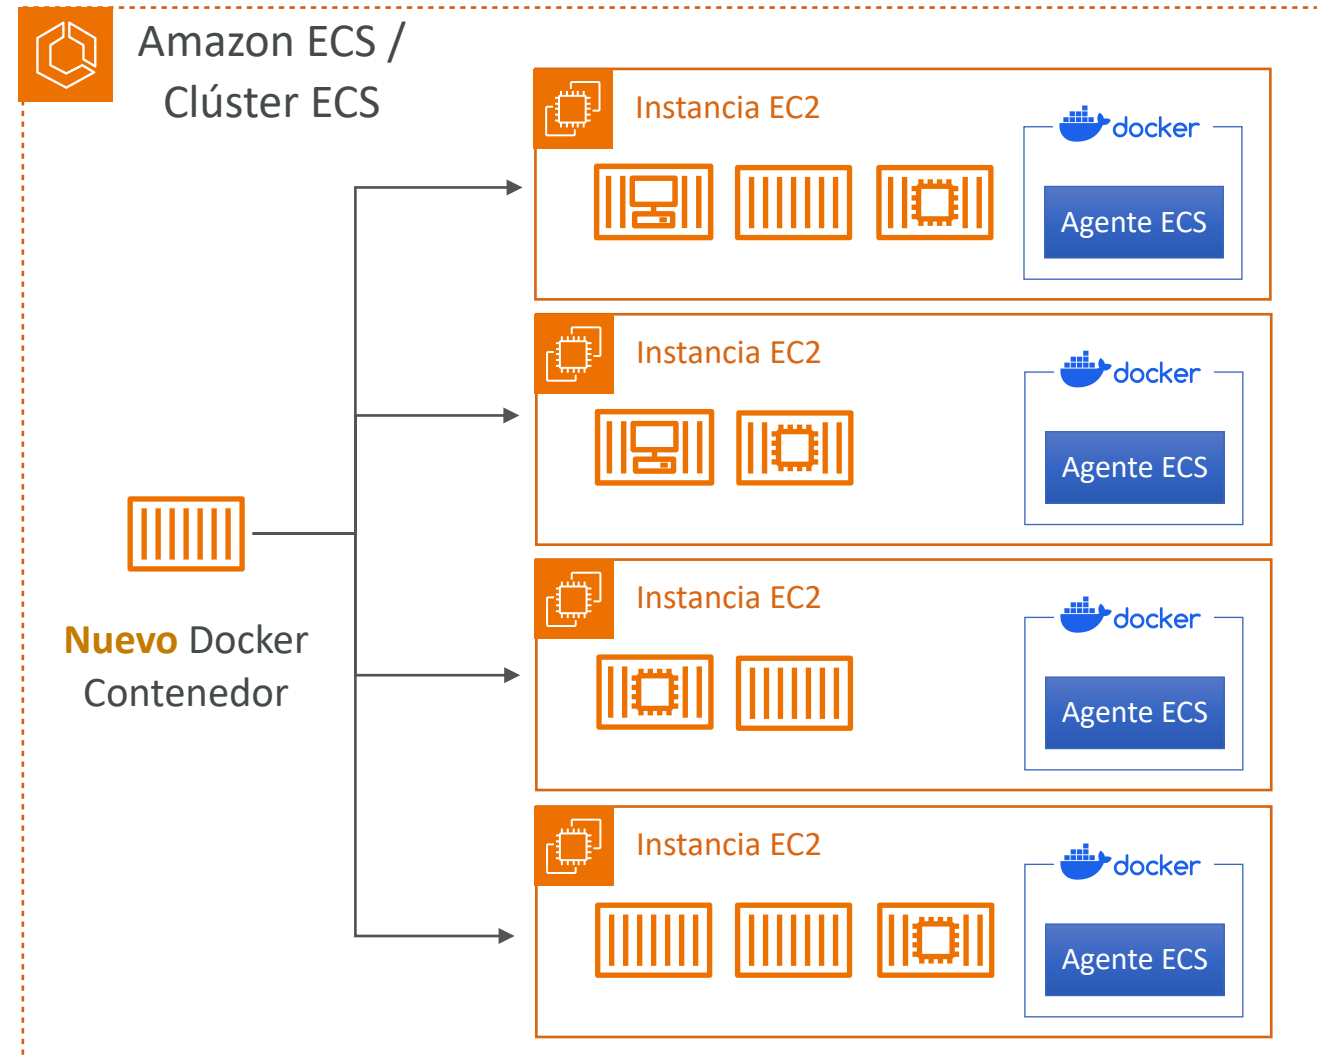 Amazon ECS /
Clúster ECS
Instancia EC2
docker
Agente ECS
Instancia EC2
docker
Agente ECS
Nuevo Docker
Contenedor
Instancia EC2
docker
Agente ECS
Instancia EC2
docker
Agente ECS